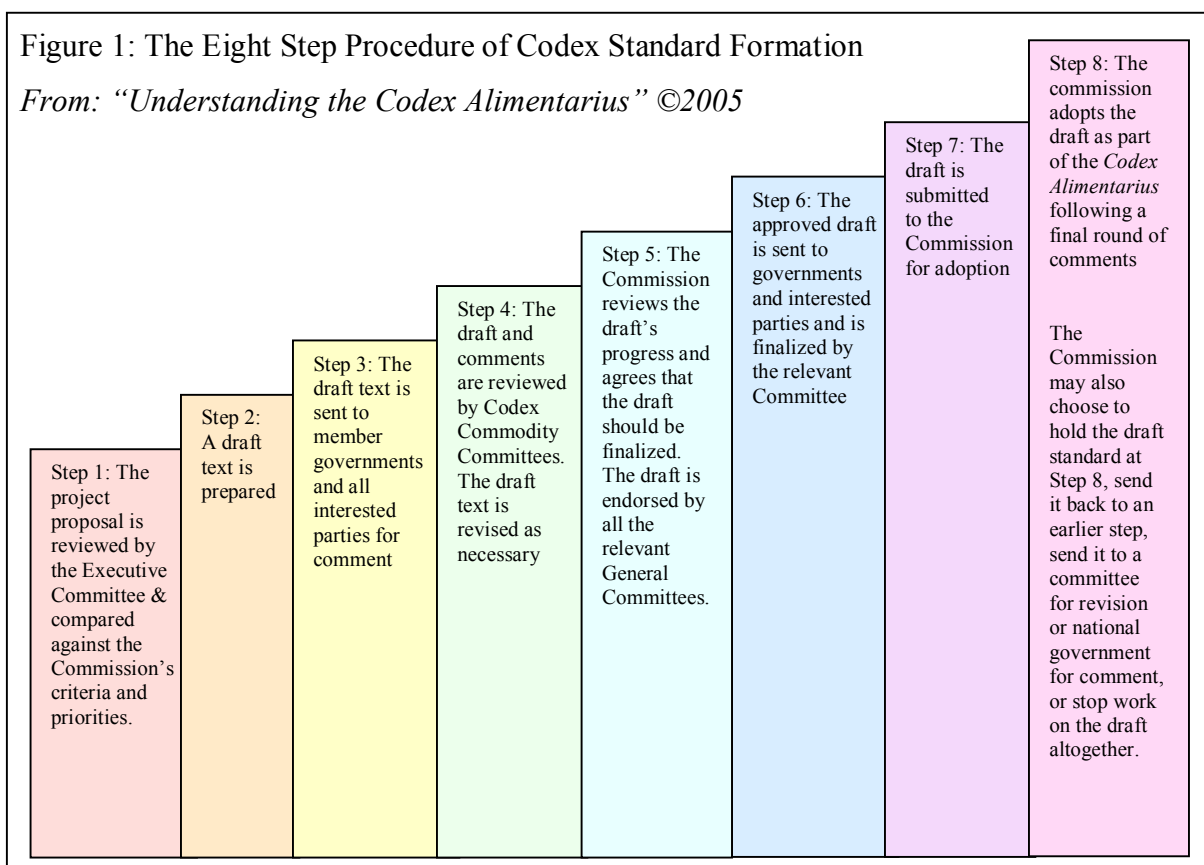 Figure 1: The Eight Step Procedure of Codex Standard Formation
From: “Understanding the Codex Alimentarius” ©2005
Step 1: The
project
proposal is
reviewed by
the Executive
Committee &
compared
against the
Commission’s
criteria and
priorities.
Step 2:
A draft
text is
prepared
Step 3: The
draft text is
sent to
member
governments
and all
interested
parties for
comment
Step 4: The
draft and
comments
are reviewed
by Codex
Commodity
Committees.
The draft
text is
revised as
necessary
Step 5: The
Commission
reviews the
draft’s
progress and
agrees that
the draft
should be
finalized.
The draft is
endorsed by
all the
relevant
General
Committees.
Step 6: The
approved draft
is sent to
governments
and interested
parties and is
finalized by
the relevant
Committee
Step 7: The
draft is
submitted
to the
Commission
for adoption
Step 8: The
commission
adopts the
draft as part
of the Codex
Alimentarius
following a
final round of
comments
The
Commission
may also
choose to
hold the draft
standard at
Step 8, send
it back to an
earlier step,
send it to a
committee
for revision
or national
government
for comment,
or stop work
on the draft
altogether.